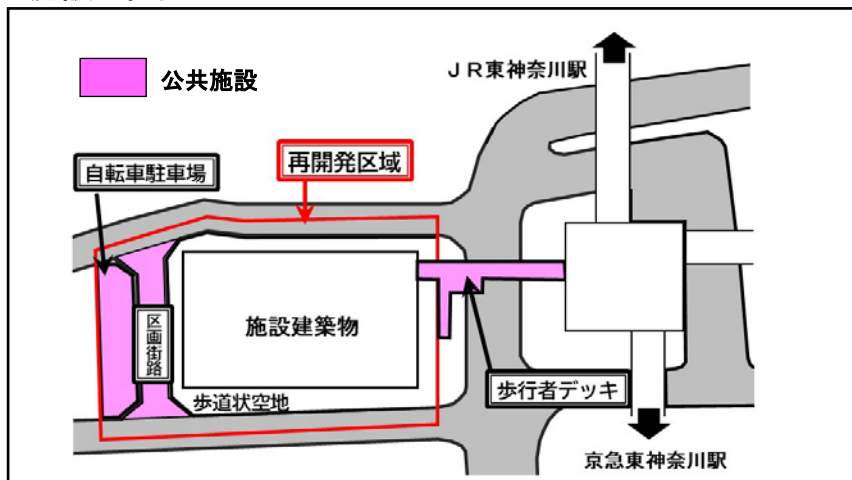 公共施設
JR東神奈川駅
自転車駐車場
再開発区域
施設建築物
区画街路
歩道状空地
歩行者デッキ
京急東神奈川駅